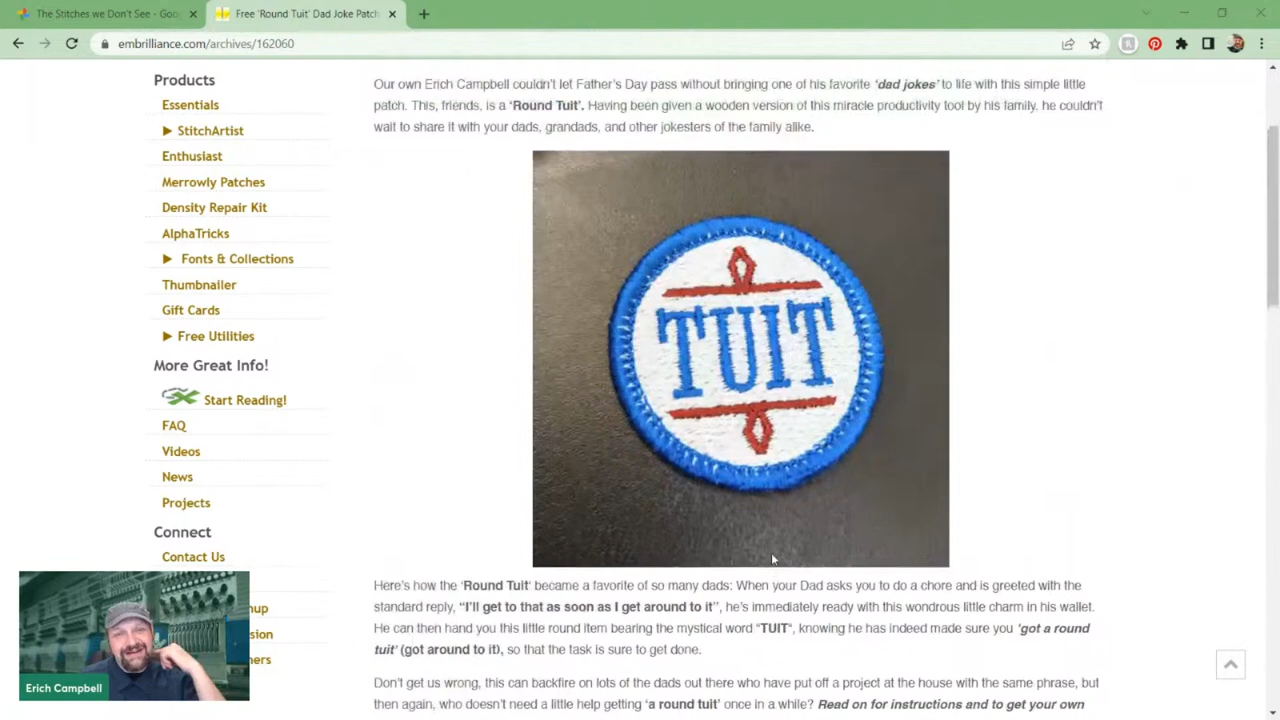 The Stitches we Don't See - Goo
Free 'Round Tuit' Dad Joke Patch
embrilliance.com/archives/162060
Products
Essentials
StitchArtist
Enthusiast
Merrowly Patches
Density Repair Kit
AlphaTricks
Fonts & Collections
Thumbnailer
Gift Cards
Free Utilities
More Great Info!
Start Reading!
FAQ
Videos
News
Projects
Connect
Contact Us
Our own Erich Campbell couldn't let Father's Day pass without bringing one of his favorite 'dad jokes' to life with this simple little
patch. This, friends, is a 'Round Tuit'. Having been given a wooden version of this miracle productivity tool by his family, he couldn't
wait to share it with your dads, grandads, and other jokesters of the family alike.
TUIT
Here's how the 'Round Tuit' became a favorite of so many dads: When your Dad asks you to do a chore and is greeted with the
standard reply, "I'll get to that as soon as I get around to it", he's immediately ready with this wondrous little charm in his wallet.
He can then hand you this little round item bearing the mystical word "TUIT", knowing he has indeed made sure you 'got a round
tuit' (got around to it), so that the task is sure to get done.
Don't get us wrong, this can backfire on lots of the dads out there who have put off a project at the house with the same phrase, but
then again, who doesn't need a little help getting 'a round tuit' once in a while? Read on for instructions and to get your own
Erich Campbell